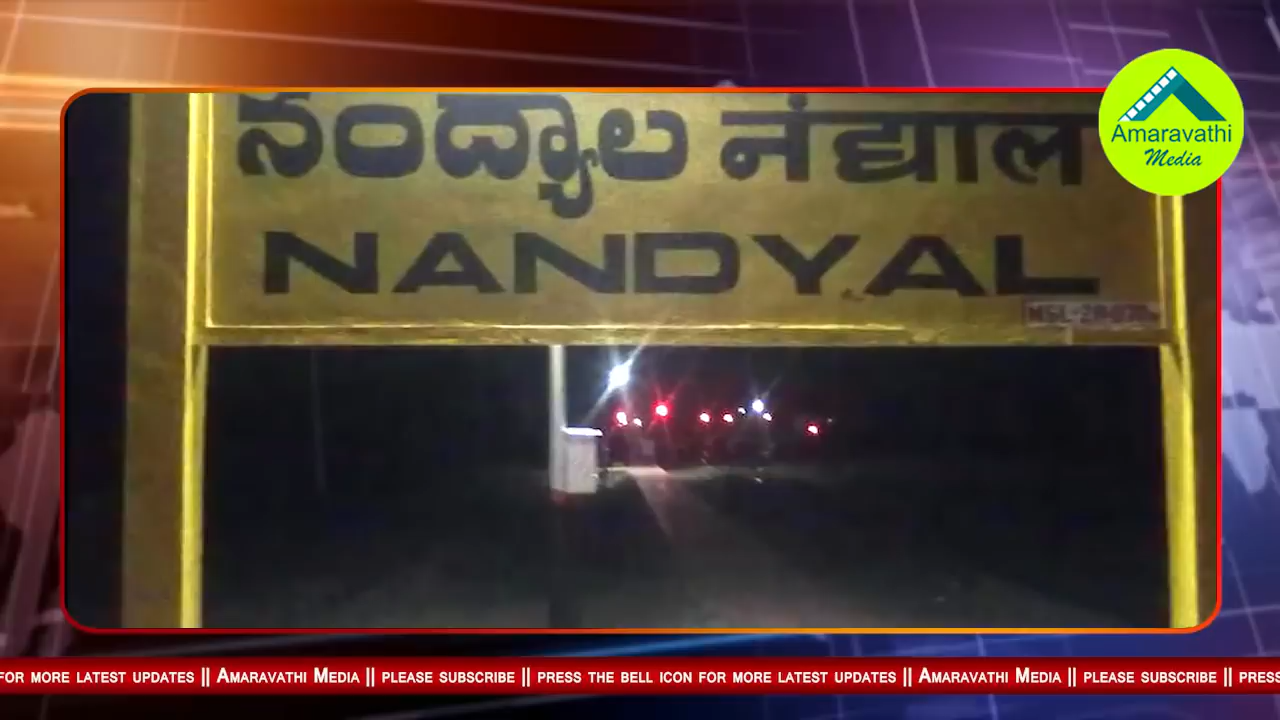 నంద్యాల नंद्याल
NANDYAL
Amaravathi
Media
FOR MORE LATEST UPDATES || AMARAVATHI MEDIA || PLEASE SUBSCRIBE || PRESS THE BELL ICON FOR MORE LATEST UPDATES || AMARAVATHI MEDIA || PLEASE SUBSCRIBE || PRESS